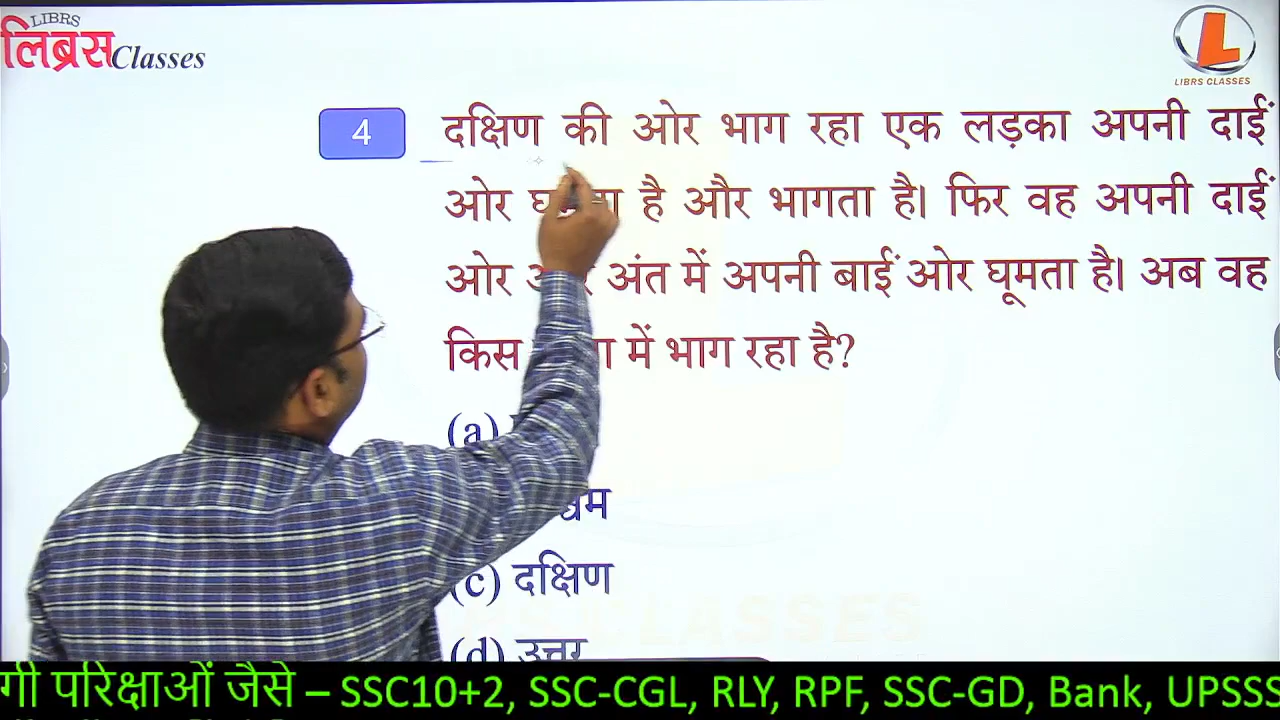 LIBRS
लिब्रस Classes
LIBRS CLASSES
4
दक्षिण की ओर भाग रहा एक लड़का अपनी दाईं
ओर है और भागता है। फिर वह अपनी दाईं
ओर अंत में अपनी बाईं ओर घूमता है। अब वह
किस में भाग रहा है?
(a)
(c) दक्षिण
(d) उत्तर
गी परिक्षाओं जैसे – SSC10+2, SSC-CGL, RLY, RPF, SSC-GD, Bank, UPSSS